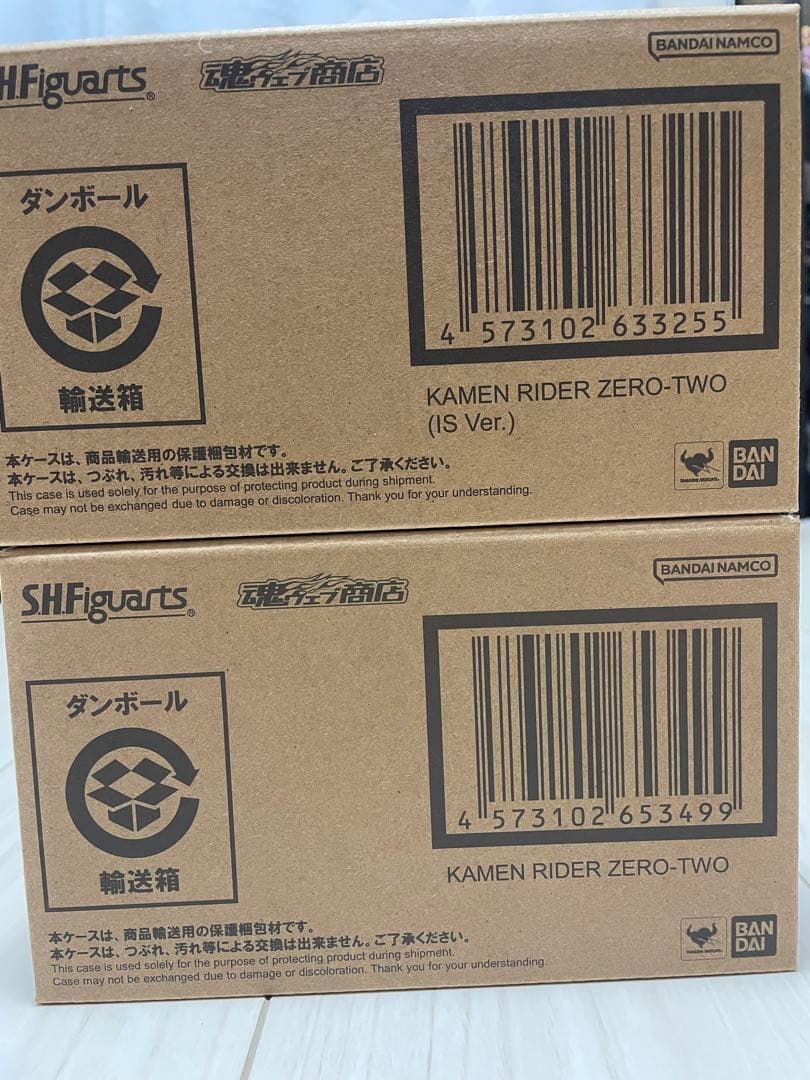 S.H.Figuarts®
魂ウェブ商店
BANDAI NAMCO
ダンボール
輸送箱
4 573102 633255
KAMEN RIDER ZERO-TWO
(IS Ver.)
本ケースは、商品輸送用の保護梱包材です。
本ケースは、つぶれ、汚れ等による交換は出来ません。ご了承ください。
This case is used solely for the purpose of protecting product during shipment.
Case may not be exchanged due to damage or discoloration. Thank you for your understanding.
TAMASHII NATIONS
BAN
DAI
S.H.Figuarts®
魂ウェブ商店
BANDAI NAMCO
ダンボール
輸送箱
4 573102 653499
KAMEN RIDER ZERO-TWO
本ケースは、商品輸送用の保護梱包材です。
本ケースは、つぶれ、汚れ等による交換は出来ません。ご了承ください。
This case is used solely for the purpose of protecting product during shipment.
Case may not be exchanged due to damage or discoloration. Thank you for your understanding.
TAMASHII NATIONS
BAN
DAI